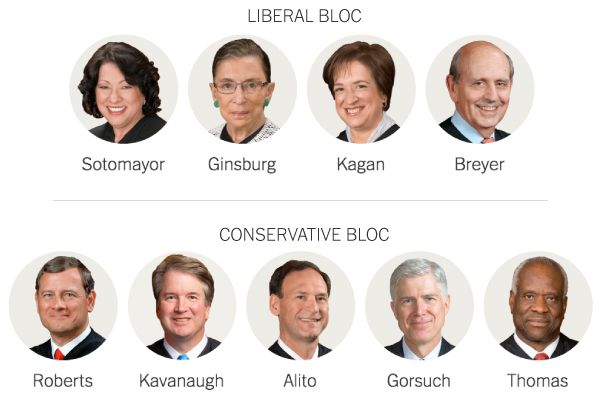 LIBERAL BLOC
Sotomayor Ginsburg Kagan Breyer
CONSERVATIVE BLOC
Roberts Kavanaugh Alito Gorsuch Thomas